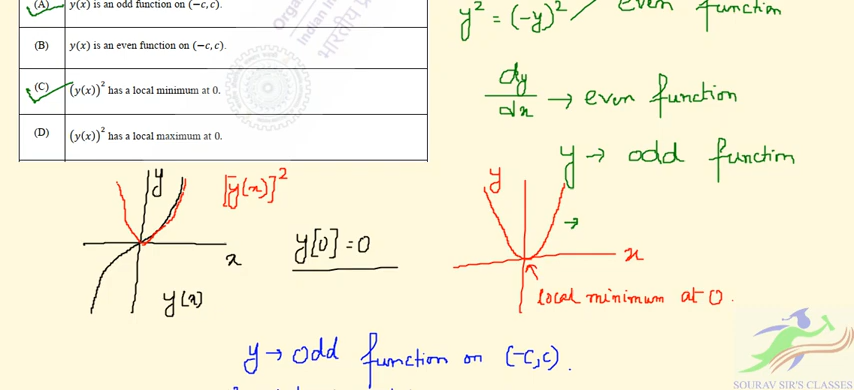 (A) y(x) is an odd function on (−c, c).
(B) y(x) is an even function on (−c, c).
(C) (y(x))² has a local minimum at 0.
(D) (y(x))² has a local maximum at 0.
y² = (-y)² / even function
dy/dx → even function
y → odd function
y
[y(x)]²
x
y(x)
y[0] = 0
y
x
local minimum at 0.
y → odd function on (-c, c).
SOURAV SIR'S CLASSES